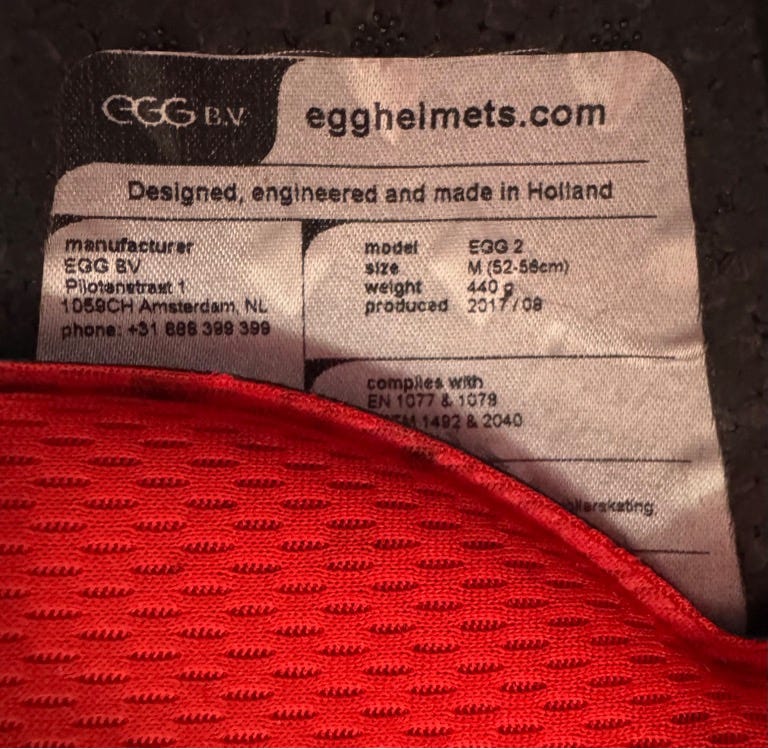 EGG B.V
egghelmets.com
Designed, engineered and made in Holland
manufacturer
EGG BV
Pilotenstraat 1
1059CH Amsterdam, NL
phone: +31 888 399 399
model EGG 2
size M (52-56cm)
weight 440 g
produced 2017/08
complies with
EN 1077 & 1078
1492 & 2040